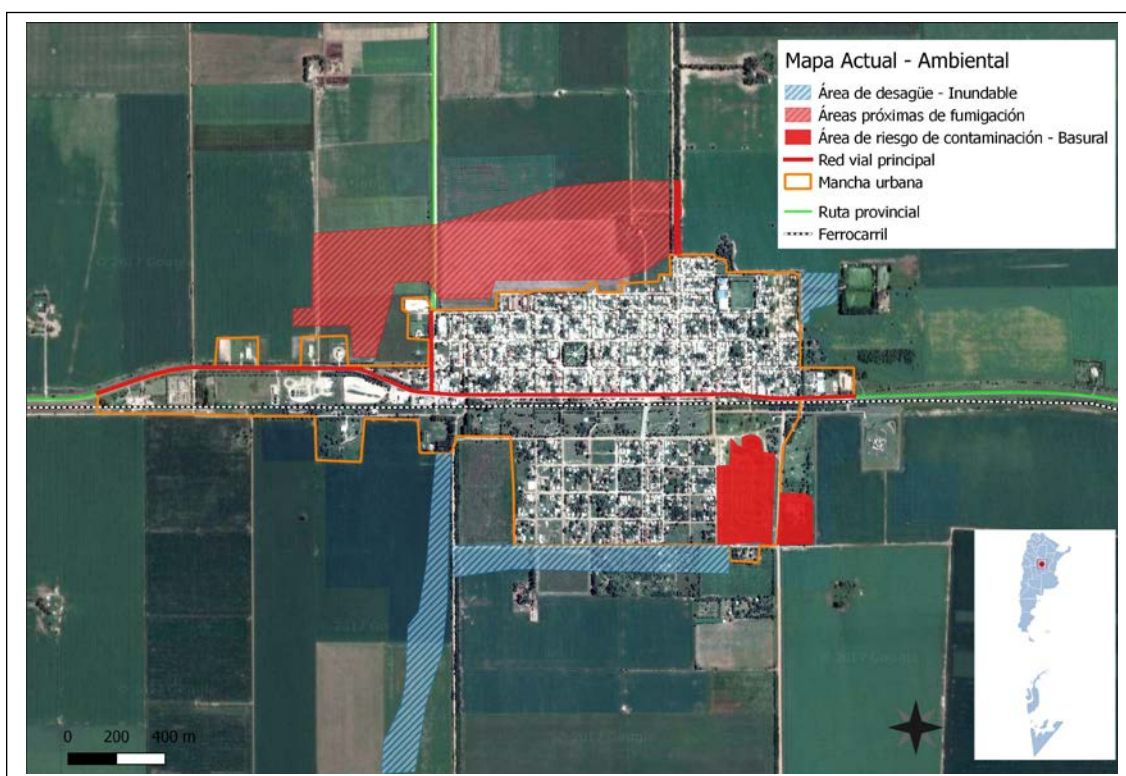 Mapa Actual - Ambiental
Área de desagüe - Inundable
Áreas próximas de fumigación
Área de riesgo de contaminación - Basural
Red vial principal
Mancha urbana
Ruta provincial
Ferrocarril
0 200 400 m